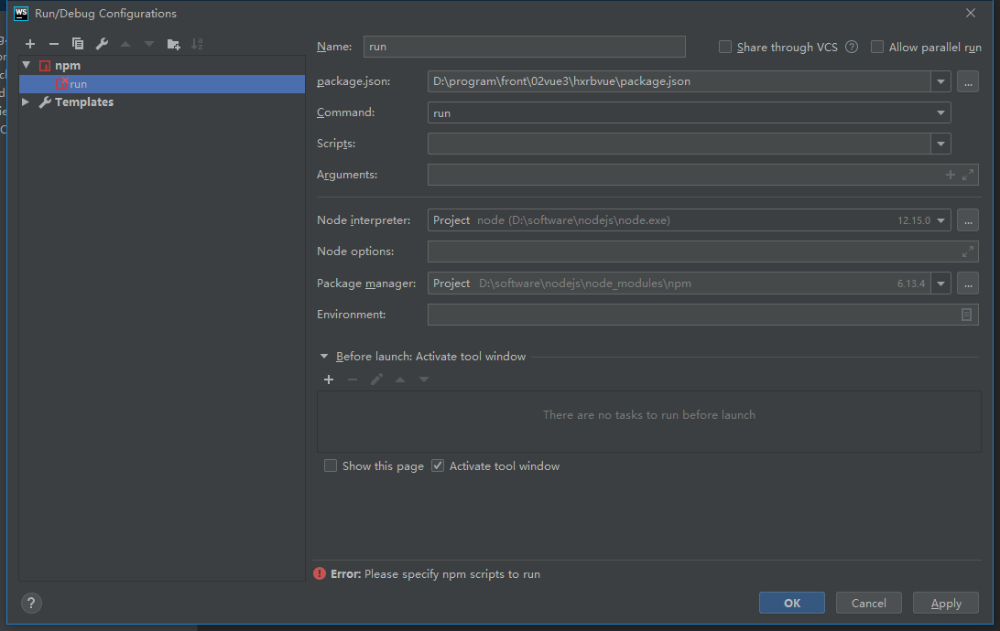 WS Run/Debug Configurations
npm
run
Templates
Name: run Share through VCS ? Allow parallel run
package.json: D:\program\front\02vue3\hxrbvue\package.json ...
Command: run
Scripts:
Arguments:
Node interpreter: Project node (D:\software\nodejs\node.exe) 12.15.0 ...
Node options:
Package manager: Project D:\software\nodejs\node_modules\npm 6.13.4 ...
Environment:
Before launch: Activate tool window
There are no tasks to run before launch
Show this page Activate tool window
Error: Please specify npm scripts to run
? OK Cancel Apply